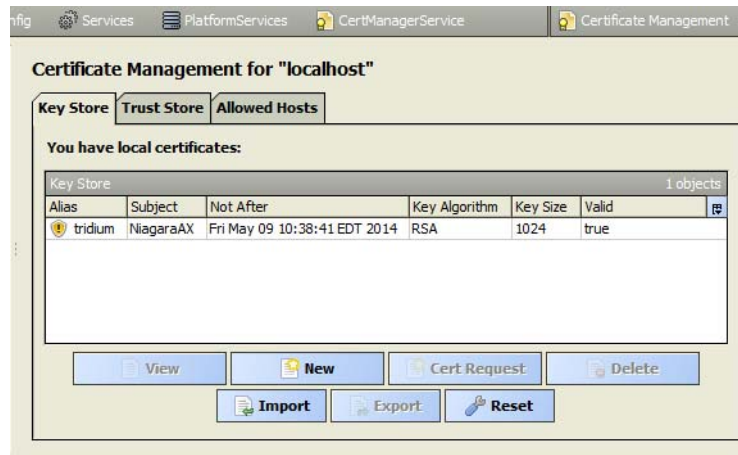 nfig Services PlatformServices CertManagerService Certificate Management
Certificate Management for "localhost"
Key Store Trust Store Allowed Hosts
You have local certificates:
Key Store 1 objects
Alias Subject Not After Key Algorithm Key Size Valid
tridium NiagaraAX Fri May 09 10:38:41 EDT 2014 RSA 1024 true
View New Cert Request Delete
Import Export Reset